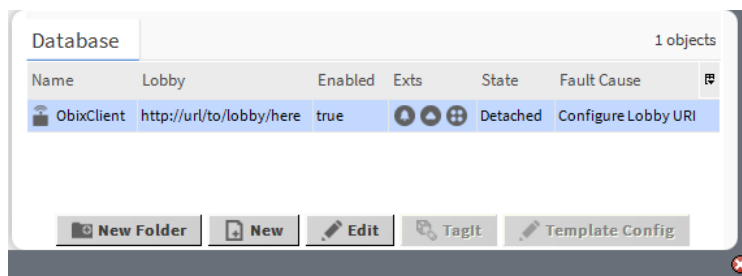 Database 1 objects
Name Lobby Enabled Exts State Fault Cause
ObixClient http://url/to/lobby/here true Detached Configure Lobby URI
New Folder New Edit TagIt Template Config